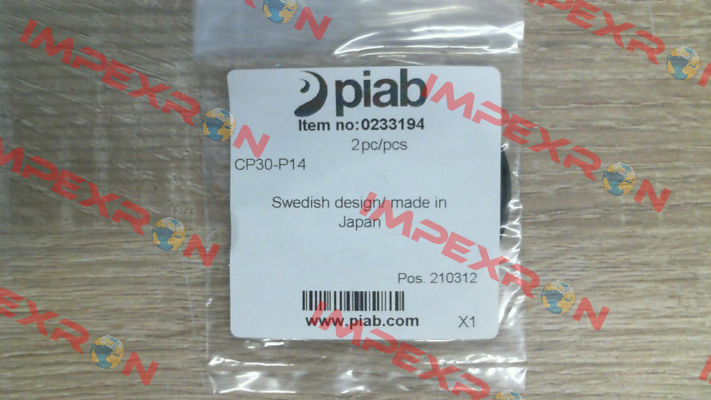 piab
Item no:0233194
2pc/pcs
CP30-P14
Swedish design/ made in
Japan
Pos. 210312
www.piab.com
X1
IMPEXRON
IMPEXRON
IMPEXRON
IMPEXRON
IMPEXRON